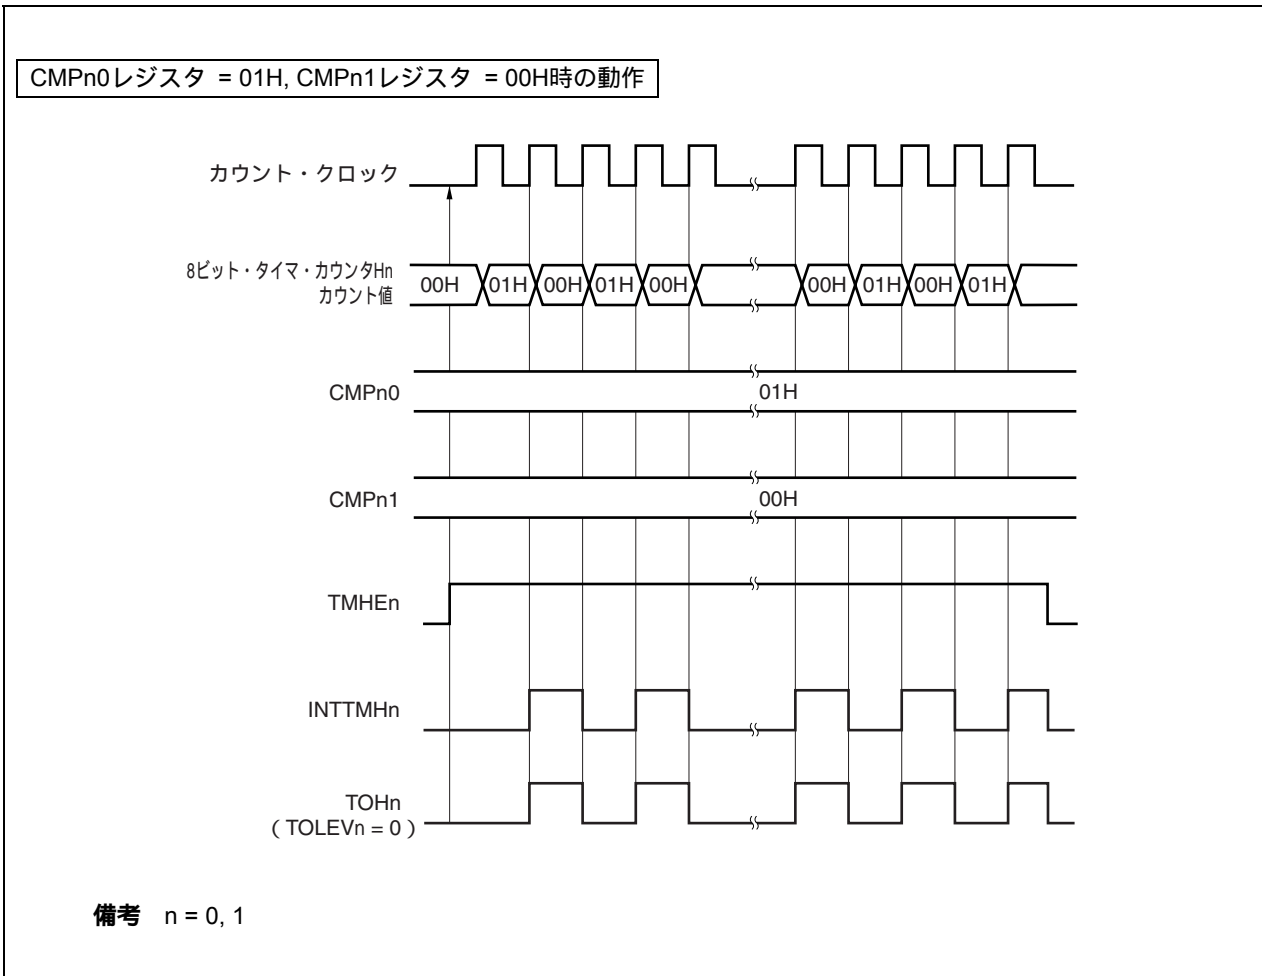 CMPn0レジスタ = 01H, CMPn1レジスタ = 00H時の動作
カウント・クロック
8ビット・タイマ・カウンタHn
カウント値
00H 01H 00H 01H 00H 00H 01H 00H 01H
CMPn0 01H
CMPn1 00H
TMHEn
INTTMHn
TOHn
( TOLEVn = 0 )
備考 n = 0, 1